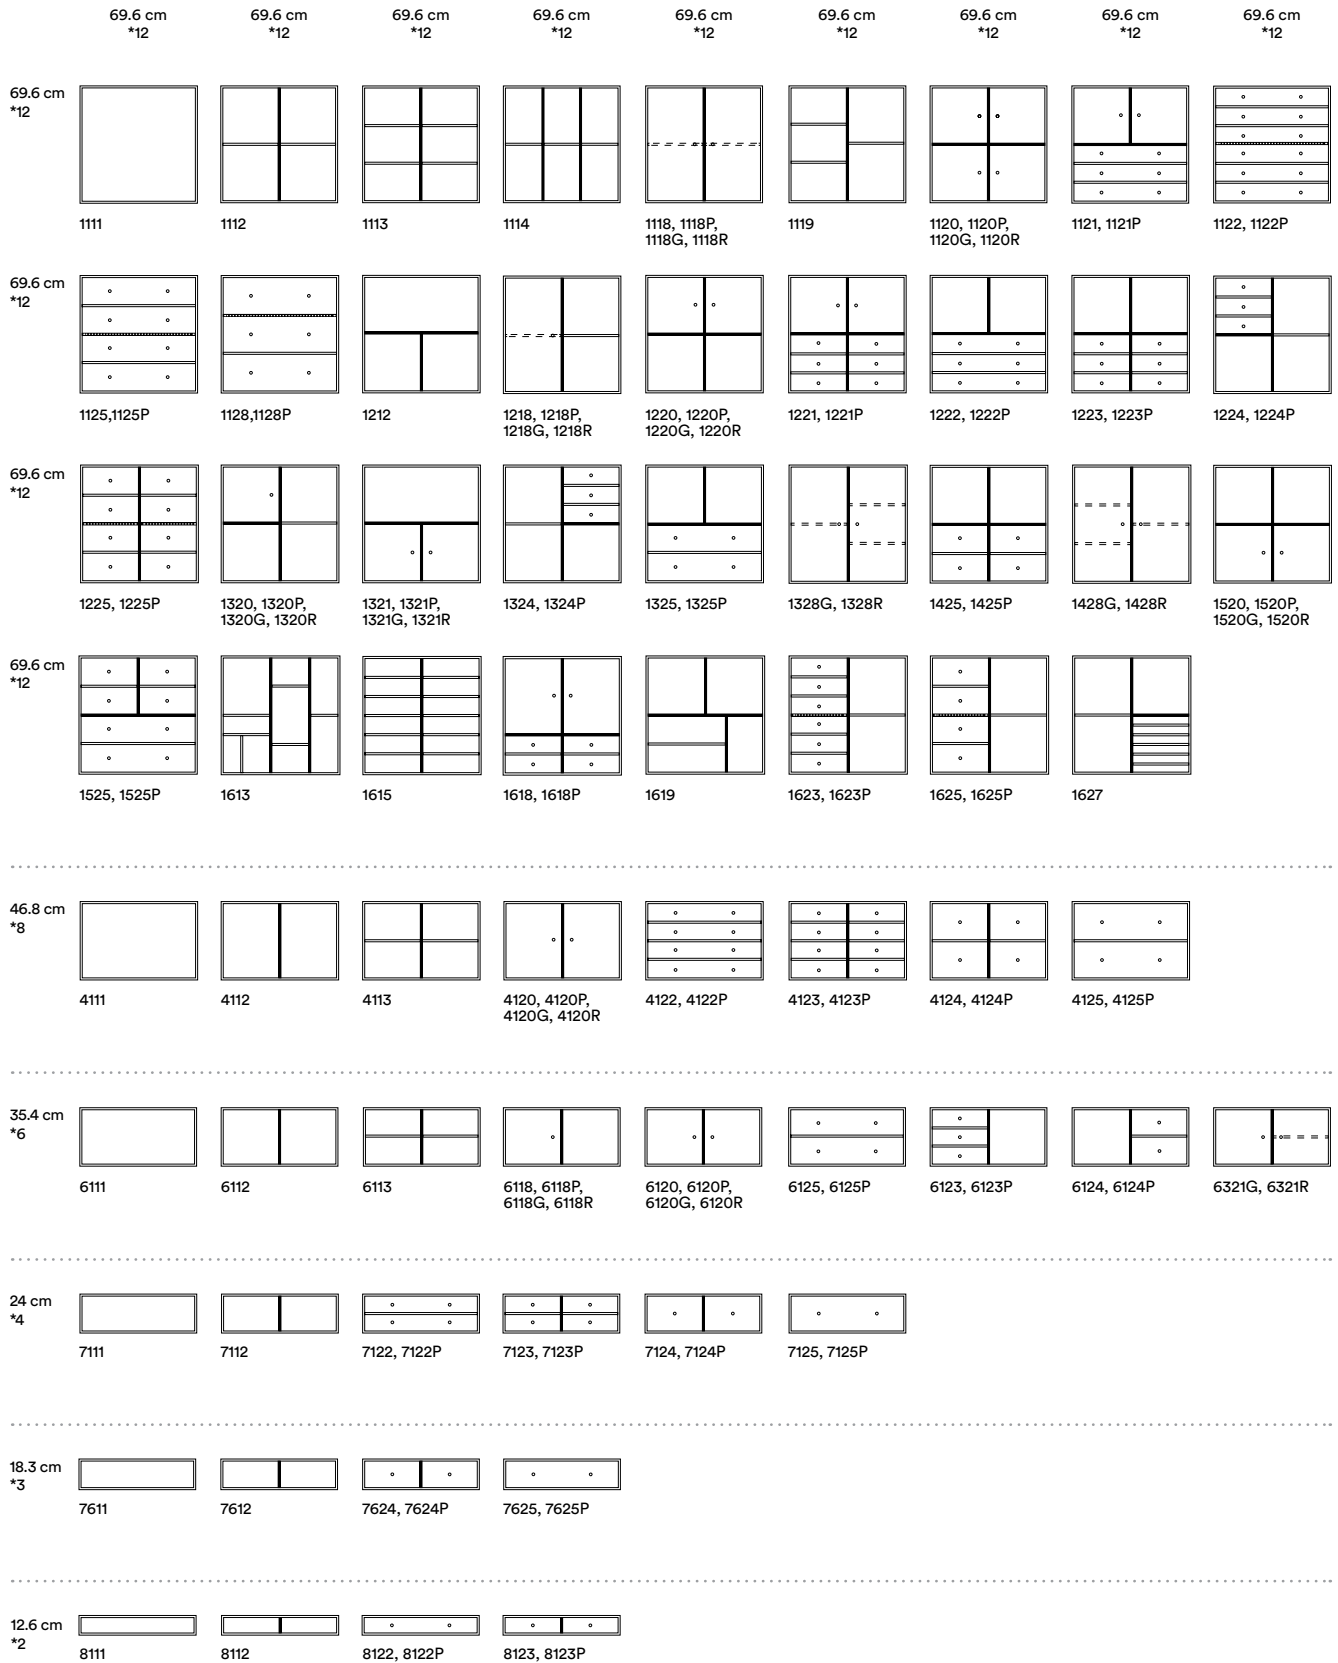 69.6 cm 69.6 cm 69.6 cm 69.6 cm 69.6 cm 69.6 cm 69.6 cm 69.6 cm 69.6 cm
*12 *12 *12 *12 *12 *12 *12 *12 *12
69.6 cm
*12
1111 1112 1113 1114 1118, 1118P, 1119 1120, 1120P, 1121, 1121P 1122, 1122P
1118G, 1118R 1120G, 1120R
69.6 cm
*12
1125,1125P 1128,1128P 1212 1218, 1218P, 1220, 1220P, 1221, 1221P 1222, 1222P 1223, 1223P 1224, 1224P
1218G, 1218R 1220G, 1220R
69.6 cm
*12
1225, 1225P 1320, 1320P, 1321, 1321P, 1324, 1324P 1325, 1325P 1328G, 1328R 1425, 1425P 1428G, 1428R 1520, 1520P,
1320G, 1320R 1321G, 1321R 1520G, 1520R
69.6 cm
*12
1525, 1525P 1613 1615 1618, 1618P 1619 1623, 1623P 1625, 1625P 1627
46.8 cm
*8
4111 4112 4113 4120, 4120P, 4122, 4122P 4123, 4123P 4124, 4124P 4125, 4125P
4120G, 4120R
35.4 cm
*6
6111 6112 6113 6118, 6118P, 6120, 6120P, 6125, 6125P 6123, 6123P 6124, 6124P 6321G, 6321R
6118G, 6118R 6120G, 6120R
24 cm
*4
7111 7112 7122, 7122P 7123, 7123P 7124, 7124P 7125, 7125P
18.3 cm
*3
7611 7612 7624, 7624P 7625, 7625P
12.6 cm
*2
8111 8112 8122, 8122P 8123, 8123P